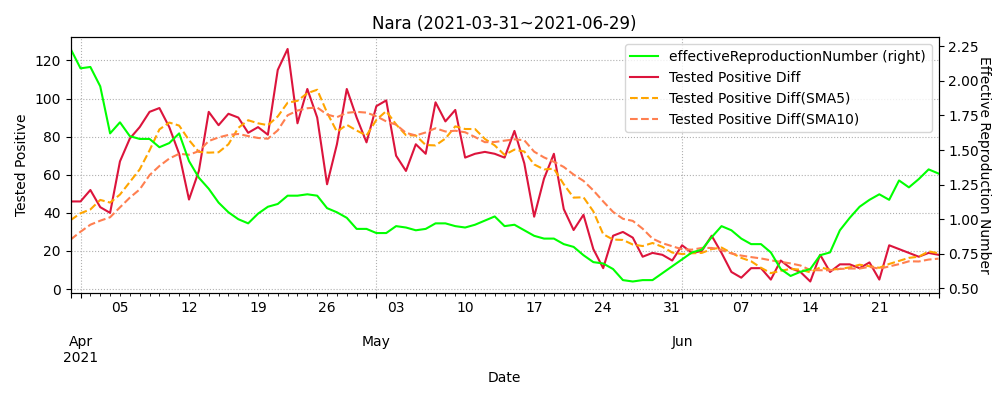 Nara (2021-03-31~2021-06-29)
effectiveReproductionNumber (right)
Tested Positive Diff
Tested Positive Diff(SMA5)
Tested Positive Diff(SMA10)
Tested Positive
120
100
80
60
40
20
0
Effective Reproduction Number
2.25
2.00
1.75
1.50
1.25
1.00
0.75
0.50
05 12 19 26 03 10 17 24 31 07 14 21
Apr May Jun
2021
Date